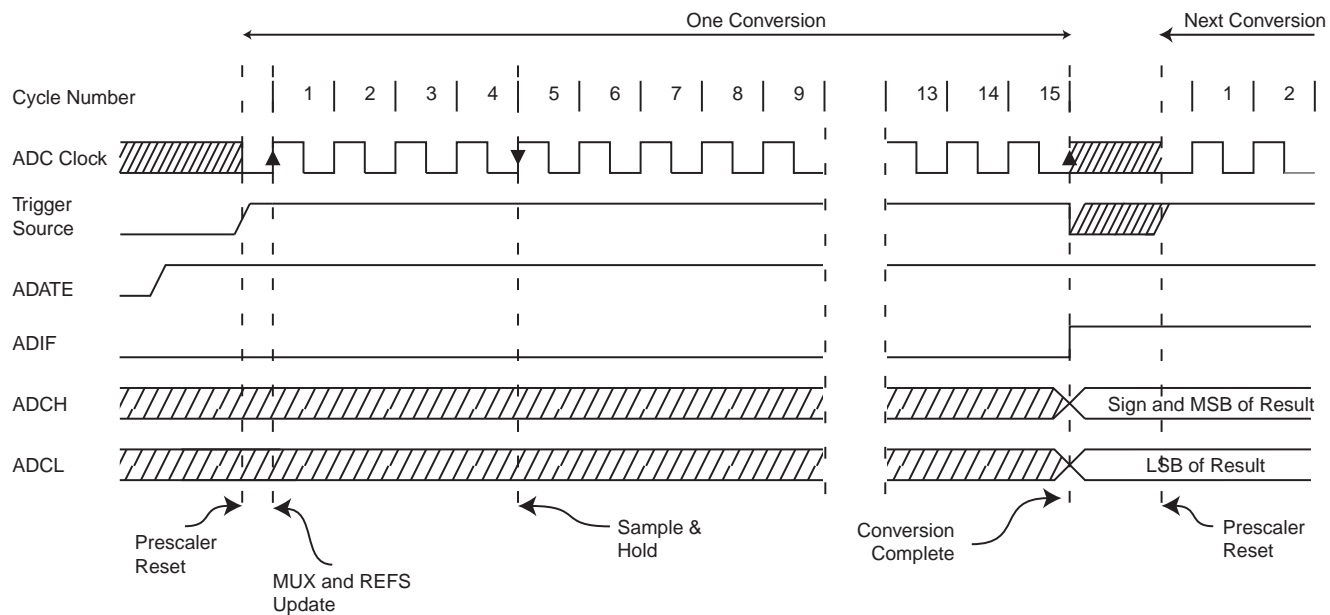 One Conversion Next Conversion
Cycle Number 1 2 3 4 5 6 7 8 9 13 14 15 1 2
ADC Clock
Trigger
Source
ADATE
ADIF
ADCH Sign and MSB of Result
ADCL LSB of Result
Prescaler
Reset
MUX and REFS
Update
Sample &
Hold
Conversion
Complete
Prescaler
Reset